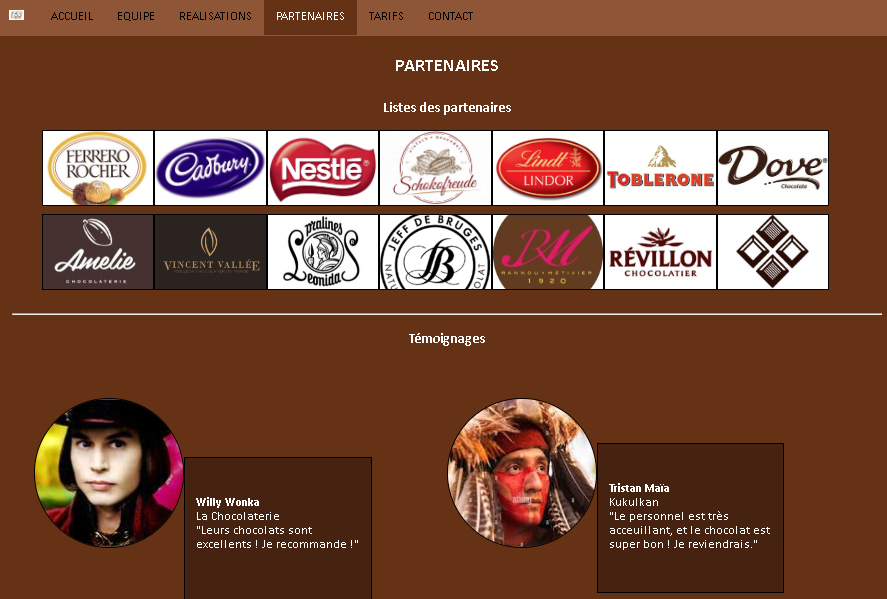 ACCUEIL EQUIPE REALISATIONS PARTENAIRES TARIFS CONTACT
PARTENAIRES
Listes des partenaires
FERRERO
ROCHER
Cadbury
Nestlé
Schokofreude
Lindt
LINDOR
TOBLERONE
Dove
Chocolate
Amelie
CHOCOLATERIE
VINCENT VALLÉE
pralines
Leonidas
JEFF DE BRUGES
JB
RM
1920
RÉVILLON
CHOCOLATIER
Témoignages
Willy Wonka
La Chocolaterie
"Leurs chocolats sont
excellents ! Je recommande !"
alamy
Tristan Maïa
Kukulkan
"Le personnel est très
acceuillant, et le chocolat est
super bon ! Je reviendrais."